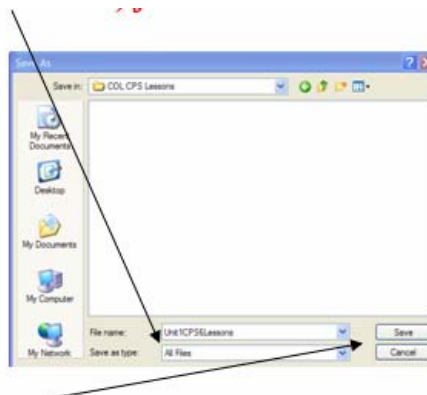 Save As
Save in: COL CPS Lessons
My Recent
Documents
Desktop
My Documents
My Computer
File name: Unit1CPS6Lessons Save
My Network Save as type: All Files Cancel